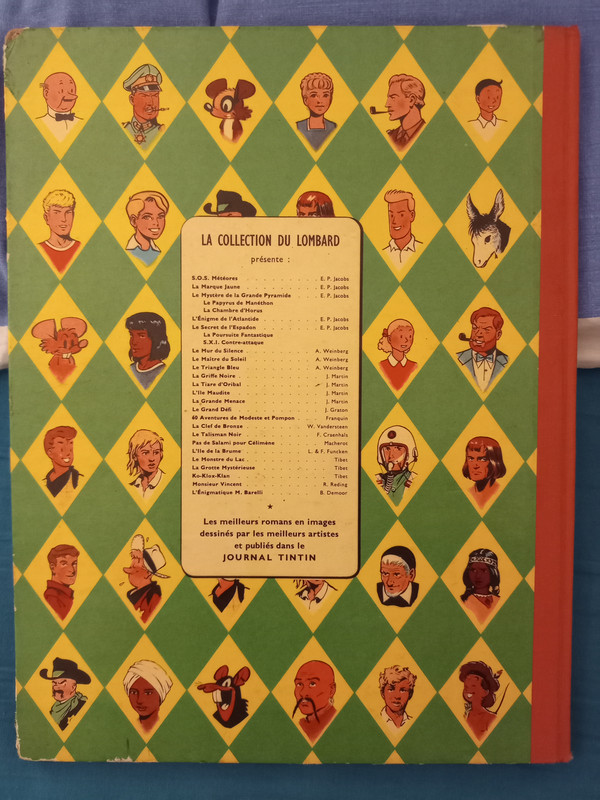 LA COLLECTION DU LOMBARD
présente :
S.O.S. Météores . . . . . . . E. P. Jacobs
La Marque Jaune . . . . . . . E. P. Jacobs
Le Mystère de la Grande Pyramide . . E. P. Jacobs
Le Papyrus de Manéthon
La Chambre d'Horus
L'Énigme de l'Atlantide . . . . . . E. P. Jacobs
Le Secret de l'Espadon . . . . . . E. P. Jacobs
La Poursuite Fantastique
S.X.I. Contre-attaque
Le Mur du Silence . . . . . . . A. Weinberg
Le Maître du Soleil . . . . . . . A. Weinberg
Le Triangle Bleu . . . . . . . A. Weinberg
La Griffe Noire . . . . . . . J. Martin
La Tiare d'Oribal . . . . . . . J. Martin
L'Ile Maudite . . . . . . . J. Martin
La Grande Menace . . . . . . . J. Martin
Le Grand Défi . . . . . . . J. Graton
60 Aventures de Modeste et Pompon . . Franquin
La Clef de Bronze . . . . . . . W. Vandersteen
Le Talisman Noir . . . . . . . F. Craenhals
Pas de Salami pour Célimène . . . . Macherot
L'Ile de la Brume . . . . . . . L. & F. Funcken
Le Monstre du Lac . . . . . . . Tibet
La Grotte Mystérieuse . . . . . . Tibet
Ko-Klox-Klan . . . . . . . Tibet
Monsieur Vincent . . . . . . . R. Reding
L'Énigmatique M. Barelli . . . . . B. Demoor
Les meilleurs romans en images
dessinés par les meilleurs artistes
et publiés dans le
JOURNAL TINTIN